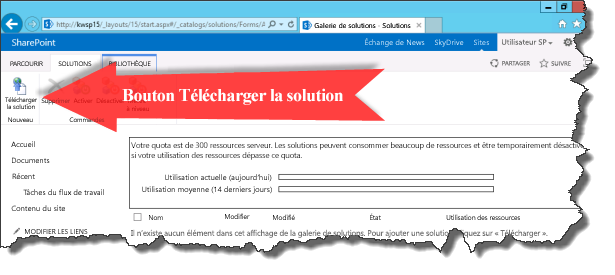 http://kwsp15/_layouts/15/start.aspx#/_catalogs/solutions/Forms/A
Galerie de solutions - Solutions
SharePoint
Échange de News SkyDrive Sites Utilisateur SP
PARCOURIR SOLUTIONS BIBLIOTHÈQUE
PARTAGER SUIVRE
Télécharger la solution
Supprimer Activer
Bouton Télécharger la solution
à niveau
Nouveau
Accueil
Documents
Récent
Tâches du flux de travail
Contenu du site
MODIFIER LES LIENS
Votre quota est de 300 ressources serveur. Les solutions peuvent consommer beaucoup de ressources et être temporairement désactiv
si votre utilisation des ressources dépasse ce quota.
Utilisation actuelle (aujourd'hui)
Utilisation moyenne (14 derniers jours)
Nom Modifier Modifié État Utilisation des ressources
Il n'existe aucun élément dans cet affichage de la galerie de solutions. Pour ajouter une solution, cliquez sur « Télécharger ».